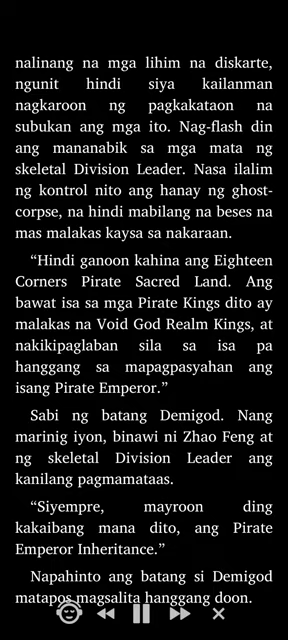 nalinang na mga lihim na diskarte,
ngunit hindi siya kailanman
nagkaroon ng pagkakataon na
subukan ang mga ito. Nag-flash din
ang mananabik sa mga mata ng
skeletal Division Leader. Nasa ilalim
ng kontrol nito ang hanay ng ghost-
corpse, na hindi mabilang na beses na
mas malakas kaysa sa nakaraan.
“Hindi ganoon kahina ang Eighteen
Corners Pirate Sacred Land. Ang
bawat isa sa mga Pirate Kings dito ay
malakas na Void God Realm Kings, at
nakikipaglaban sila sa isa pa
hanggang sa mapagpasyahan ang
isang Pirate Emperor.”
Sabi ng batang Demigod. Nang
marinig iyon, binawi ni Zhao Feng at
ng skeletal Division Leader ang
kanilang pagmamataas.
“Siyempre, mayroon ding
kakaibang mana dito, ang Pirate
Emperor Inheritance.”
Napahinto ang batang si Demigod
matapos magsalita hanggang doon.